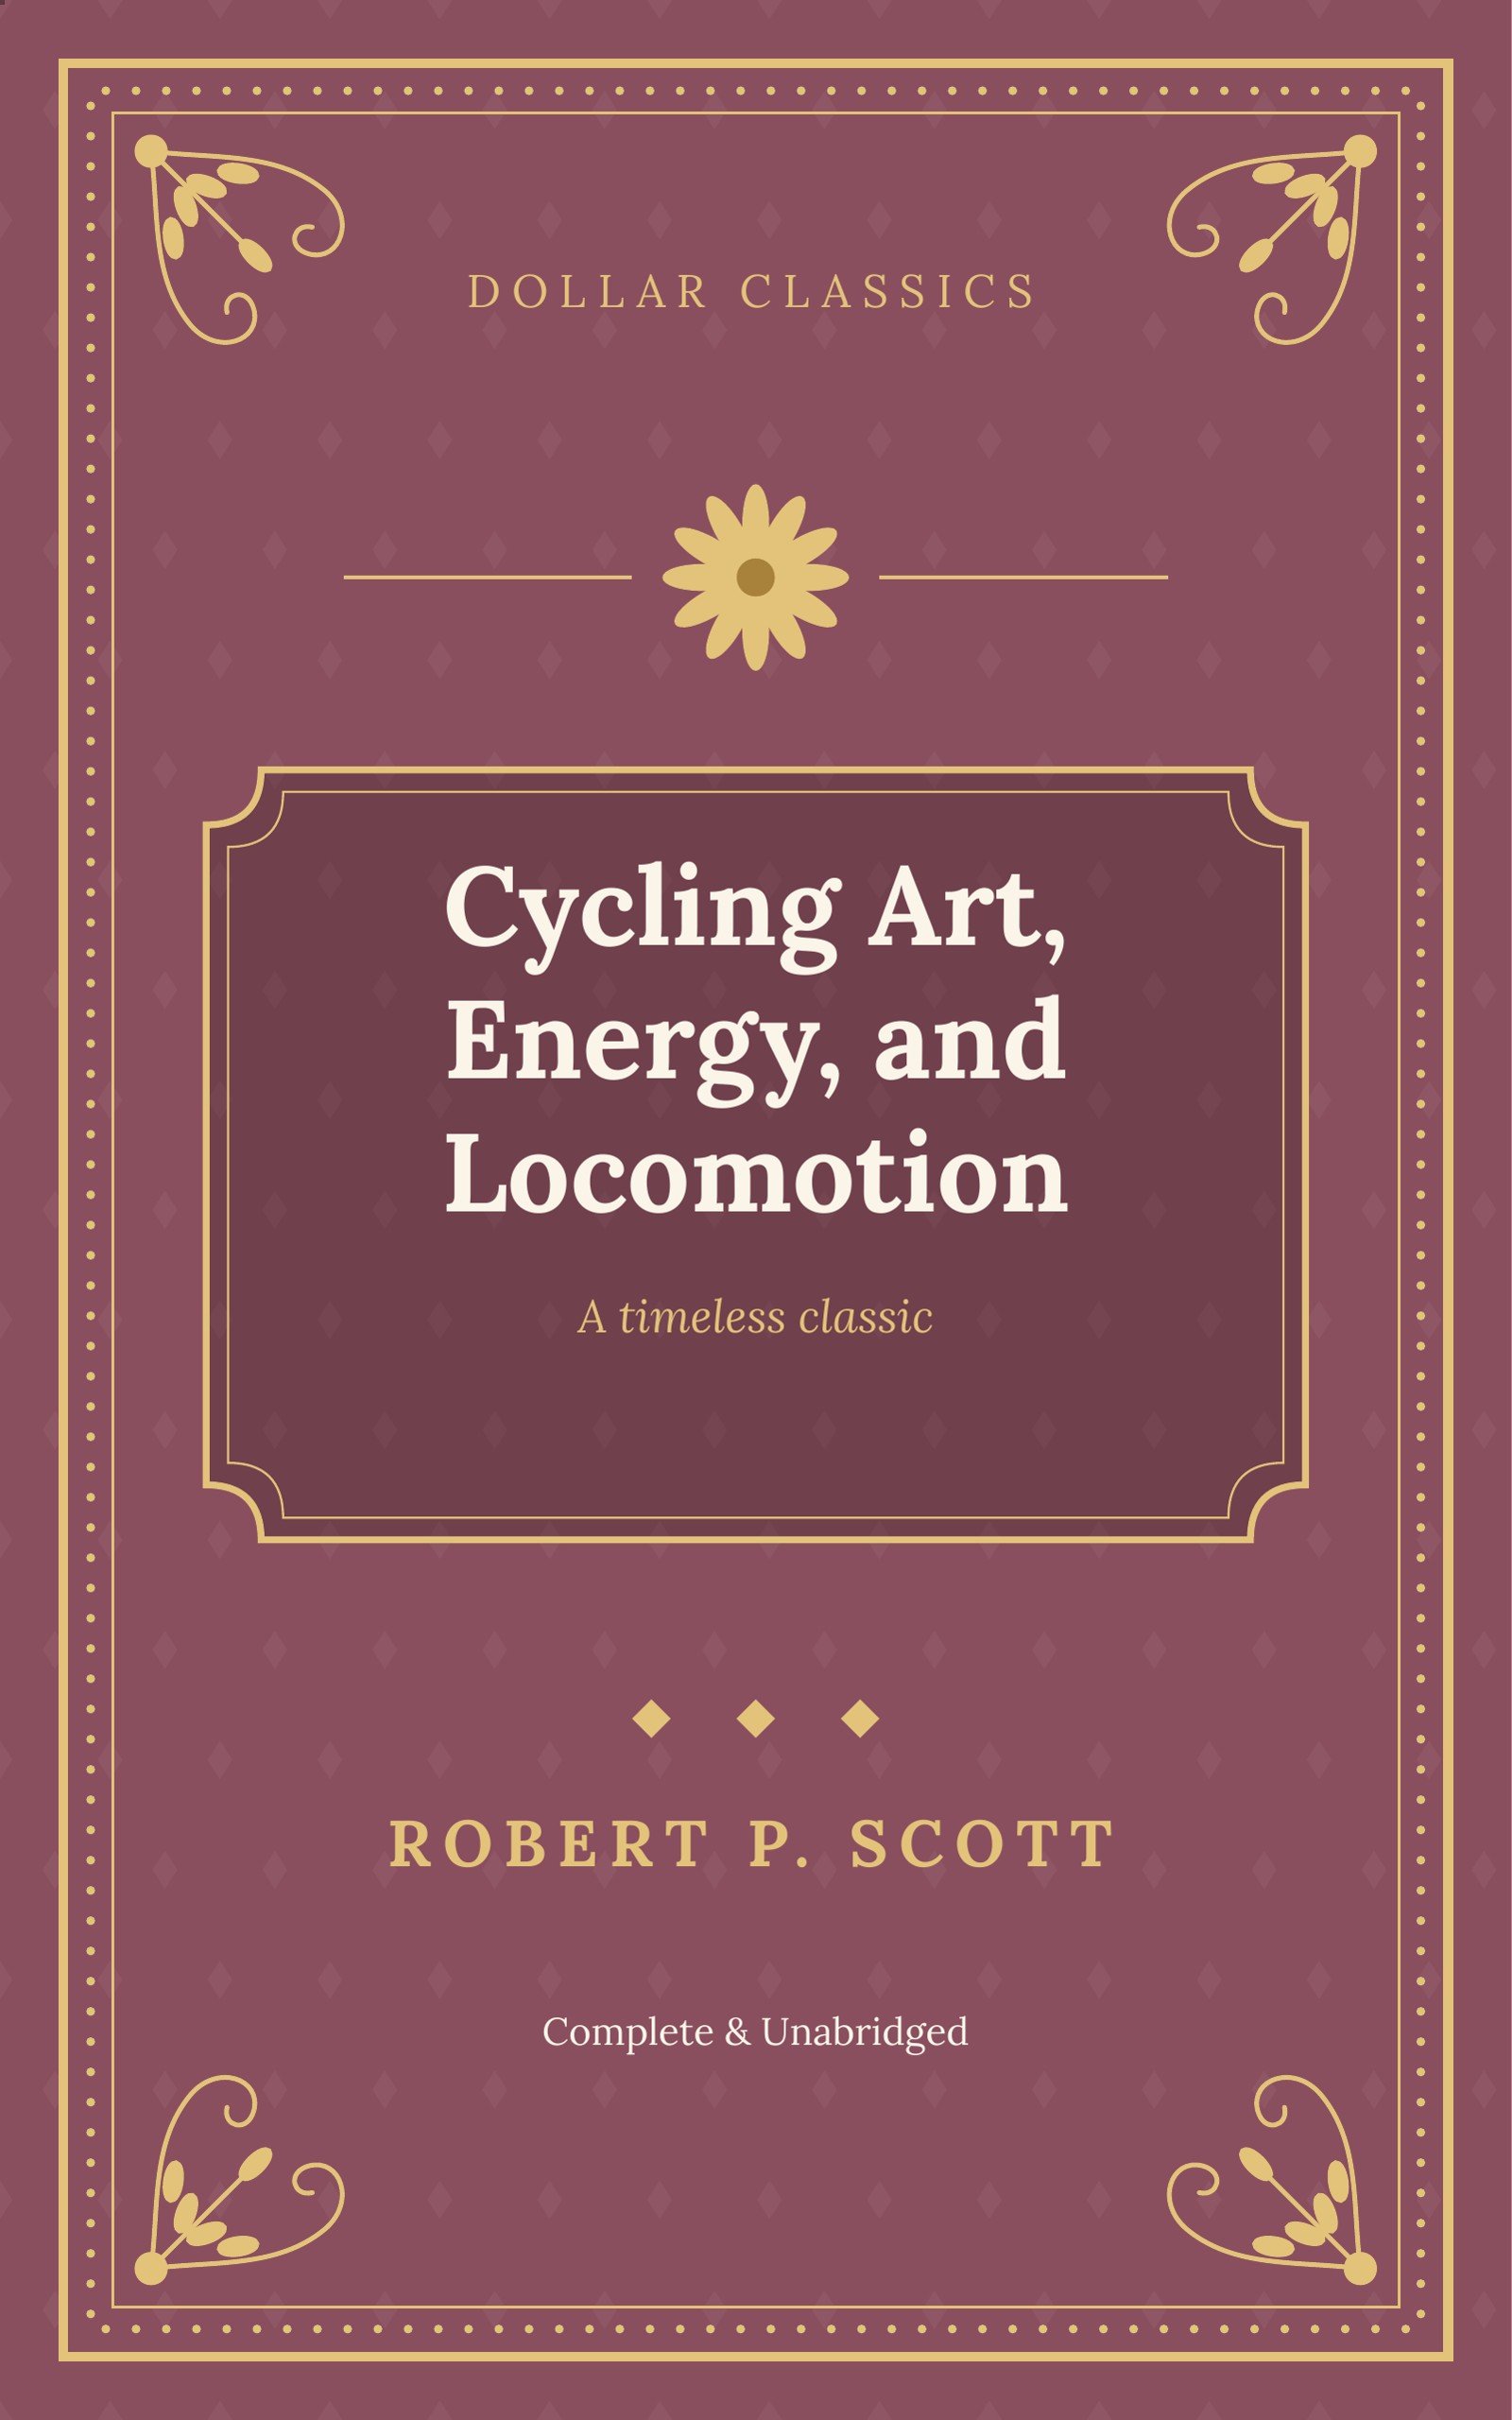 DOLLAR CLASSICS
Cycling Art,
Energy, and
Locomotion
A timeless classic
ROBERT P. SCOTT
Complete & Unabridged